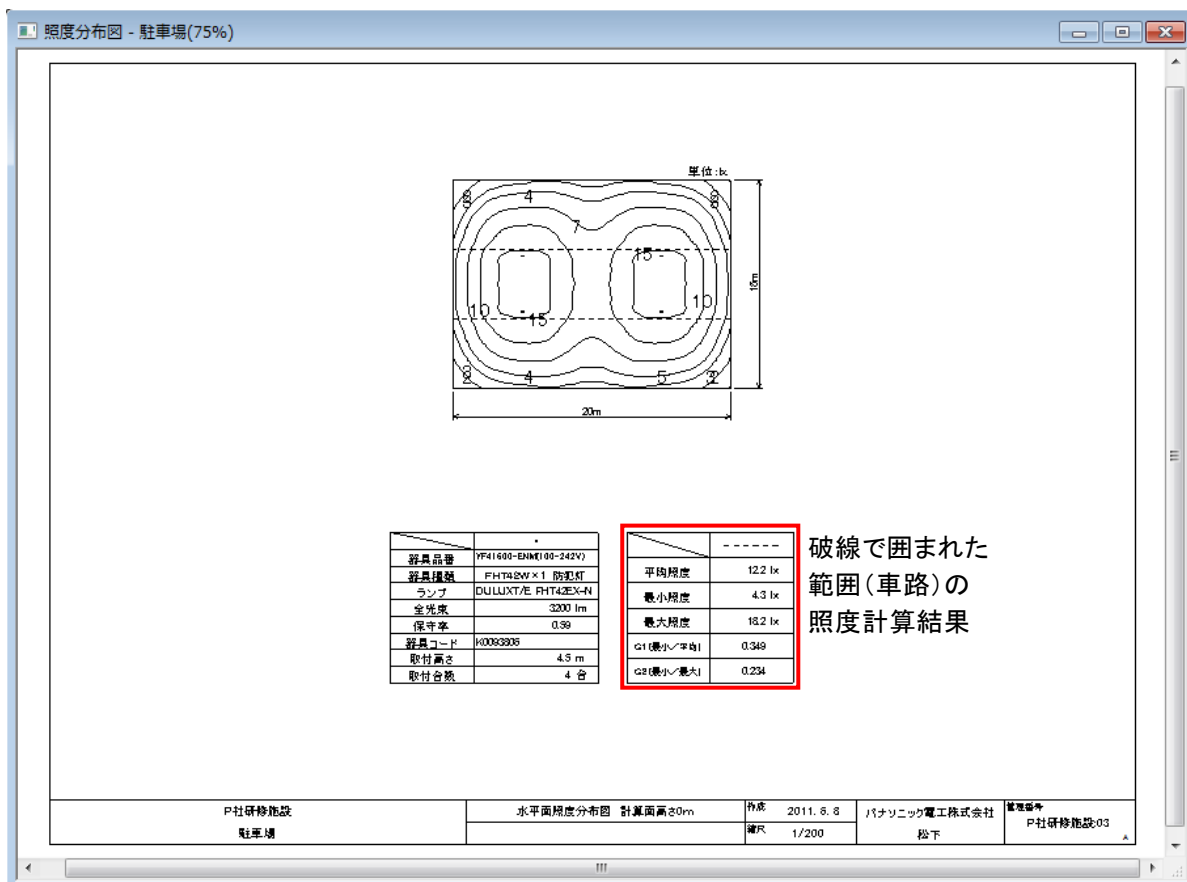 照度分布図 - 駐車場(75%)
単位:lx
4
7
15
15m
10
10
15
4
5
2
20m
器具品番 YF41600-ENM(100-242V)
器具種類 FHT42W×1 防犯灯
ランプ DULUXT/E FHT42EX-N
全光束 3200 lm
保守率 0.59
器具コード K0093806
取付高さ 4.5 m
取付台数 4 台
平均照度 12.2 lx
最小照度 4.3 lx
最大照度 18.2 lx
G1(最小/平均) 0.349
G2(最小/最大) 0.234
破線で囲まれた
範囲(車路)の
照度計算結果
P社研修施設
駐車場
水平面照度分布図 計算面高さ0m
作成 2011. 8. 8
縮尺 1/200
パナソニック電工株式会社
松下
管理番号
P社研修施設03
A